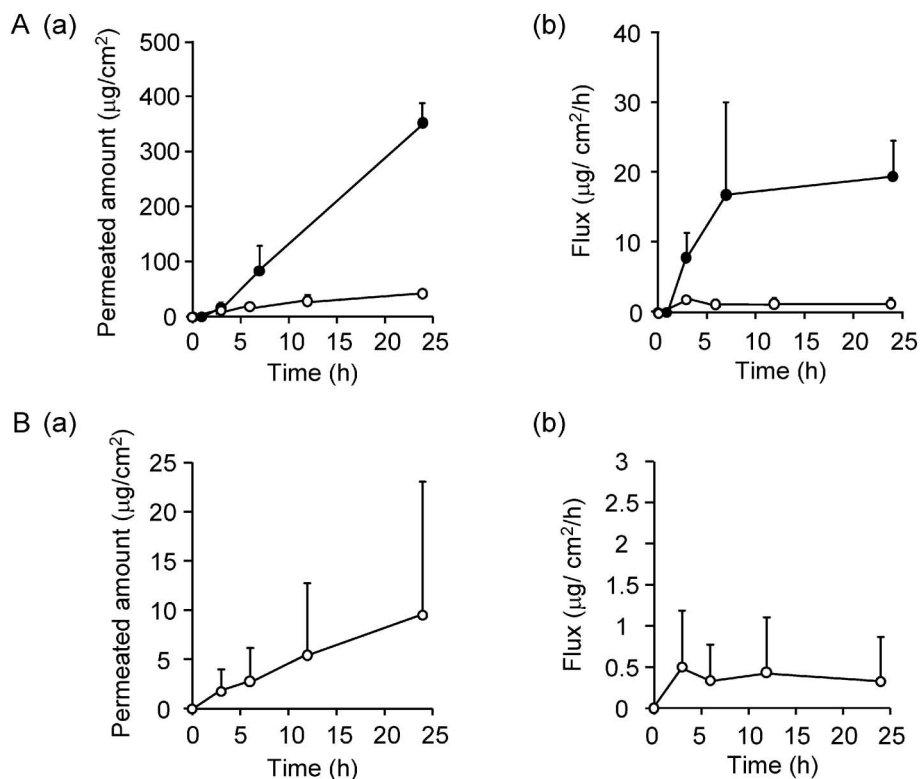 A (a)
Permeated amount (μg/cm²)
500
400
300
200
100
0
0 5 10 15 20 25
Time (h)
(b)
Flux (μg/ cm²/h)
40
30
20
10
0
0 5 10 15 20 25
Time (h)
B (a)
Permeated amount (μg/cm²)
25
20
15
10
5
0
0 5 10 15 20 25
Time (h)
(b)
Flux (μg/ cm²/h)
3
2.5
2
1.5
1
0.5
0
0 5 10 15 20 25
Time (h)